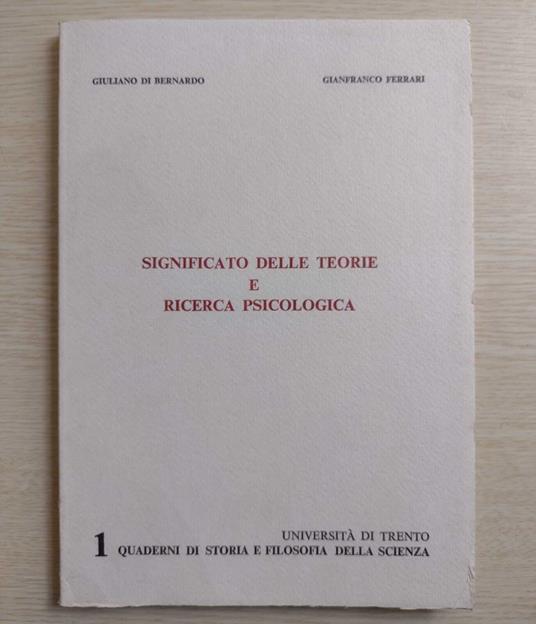 GIULIANO DI BERNARDO GIANFRANCO FERRARI
SIGNIFICATO DELLE TEORIE
E
RICERCA PSICOLOGICA
UNIVERSITÀ DI TRENTO
1 QUADERNI DI STORIA E FILOSOFIA DELLA SCIENZA